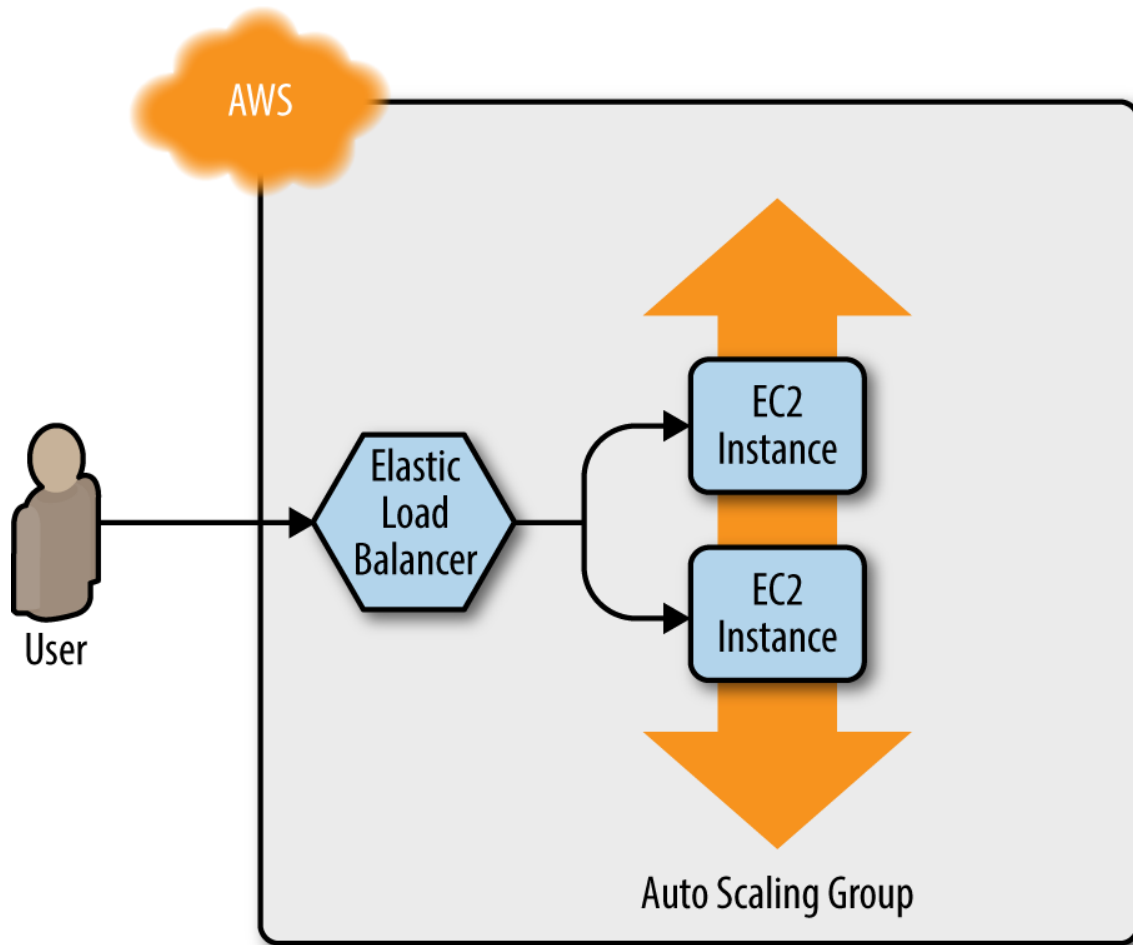 AWS
User
Elastic
Load
Balancer
EC2
Instance
EC2
Instance
Auto Scaling Group